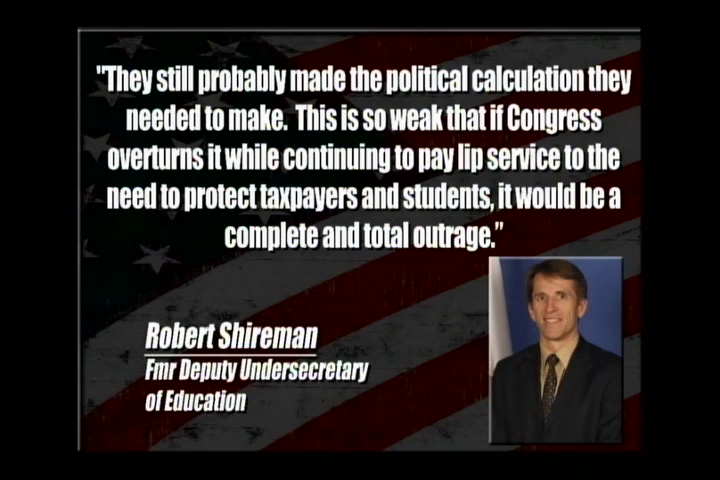 "They still probably made the political calculation they
needed to make. This is so weak that if Congress
overturns it while continuing to pay lip service to the
need to protect taxpayers and students, it would be a
complete and total outrage.”
Robert Shireman
Fmr Deputy Undersecretary
of Education